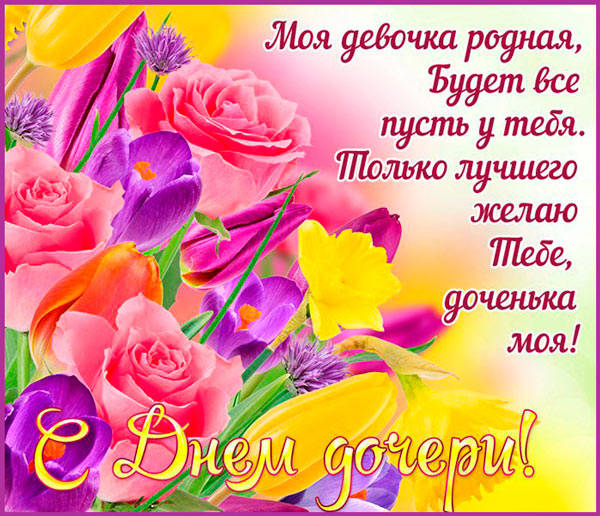 Моя девочка родная,
Будет все
пусть у тебя.
Только лучшего
желаю
Тебе,
доченька
моя!
С Днем дочери!